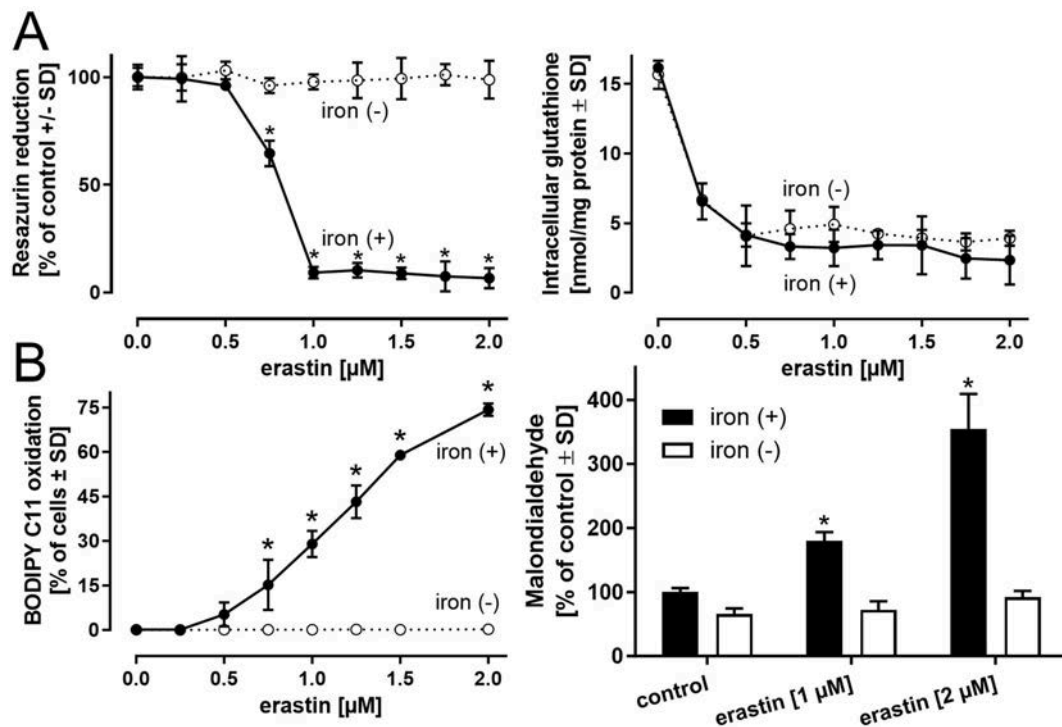 A
Resazurin reduction
[% of control +/- SD]
100
50
0
iron (-)
iron (+)
*
* * * * *
0.0 0.5 1.0 1.5 2.0
erastin [µM]
Intracellular glutathione
[nmol/mg protein ± SD]
15
10
5
0
iron (-)
iron (+)
0.0 0.5 1.0 1.5 2.0
erastin [µM]
B
BODIPY C11 oxidation
[% of cells ± SD]
75
60
45
30
15
0
* * * * *
iron (+)
iron (-)
0.0 0.5 1.0 1.5 2.0
erastin [µM]
Malondialdehyde
[% of control ± SD]
400
300
200
100
0
iron (+)
iron (-)
*
*
control erastin [1 µM] erastin [2 µM]